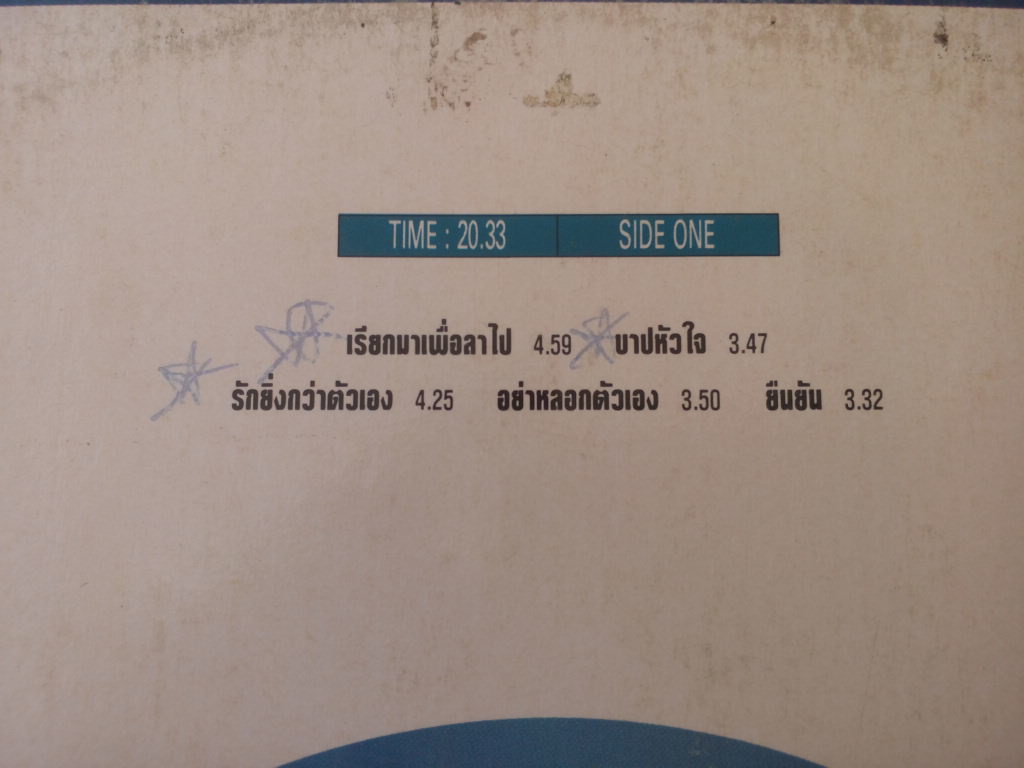 TIME : 20.33 SIDE ONE
เรียกมาเพื่อลาไป 4.59 บาปหัวใจ 3.47
รักยิ่งกว่าตัวเอง 4.25 อย่าหลอกตัวเอง 3.50 ยืนยัน 3.32